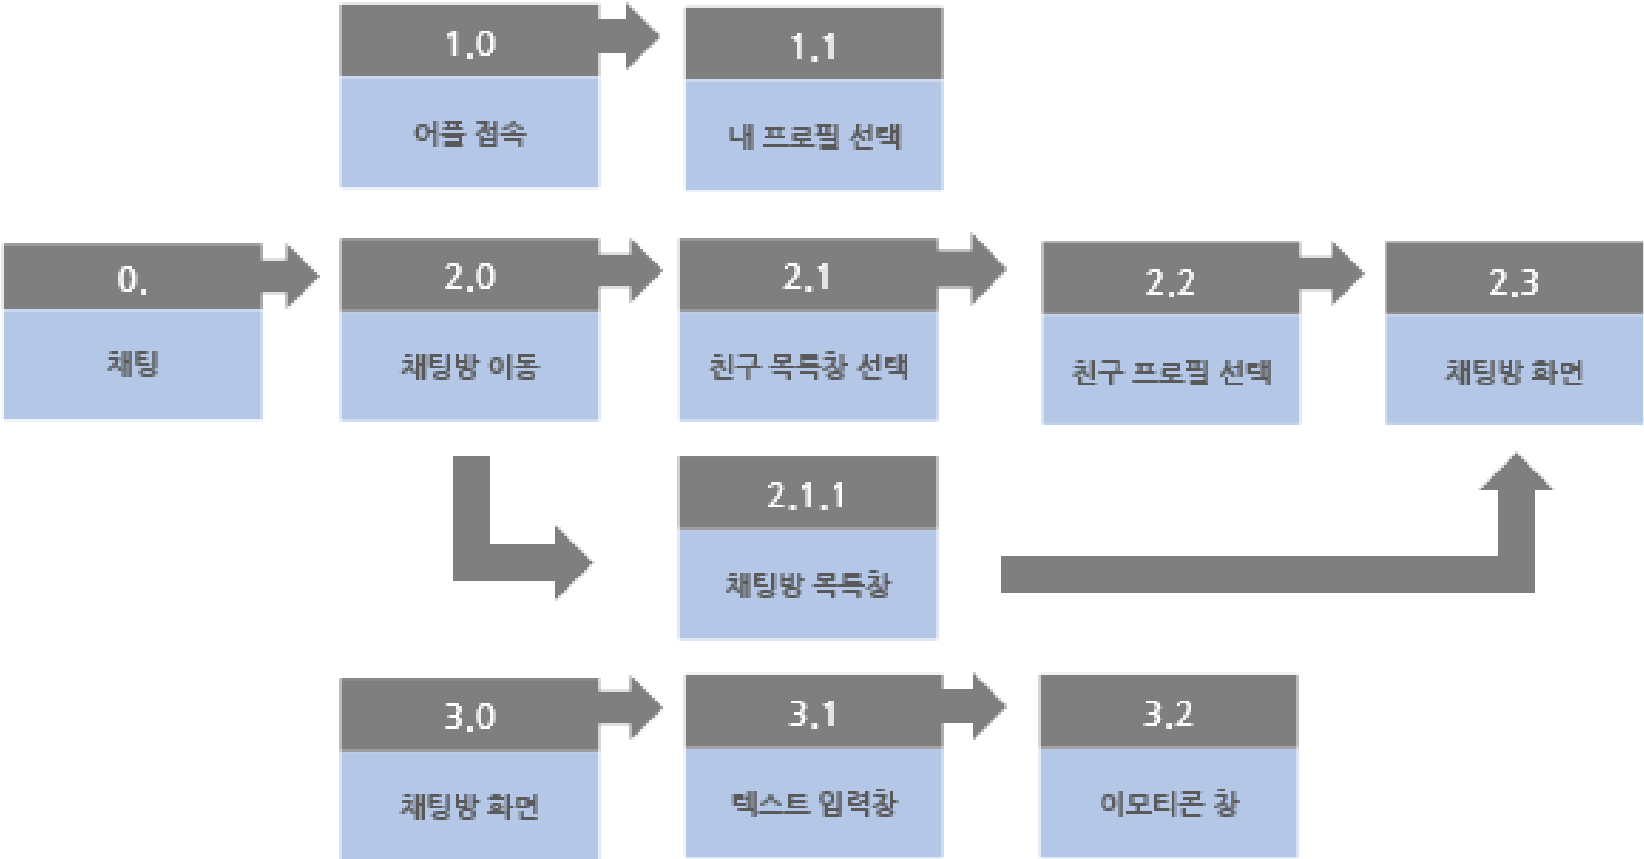 1.0
어플 접속
1.1
내 프로필 선택
0.
채팅
2.0
채팅방 이동
2.1
친구 목록창 선택
2.2
친구 프로필 선택
2.3
채팅방 화면
2.1.1
채팅방 목록창
3.0
채팅방 화면
3.1
텍스트 입력창
3.2
이모티콘 창